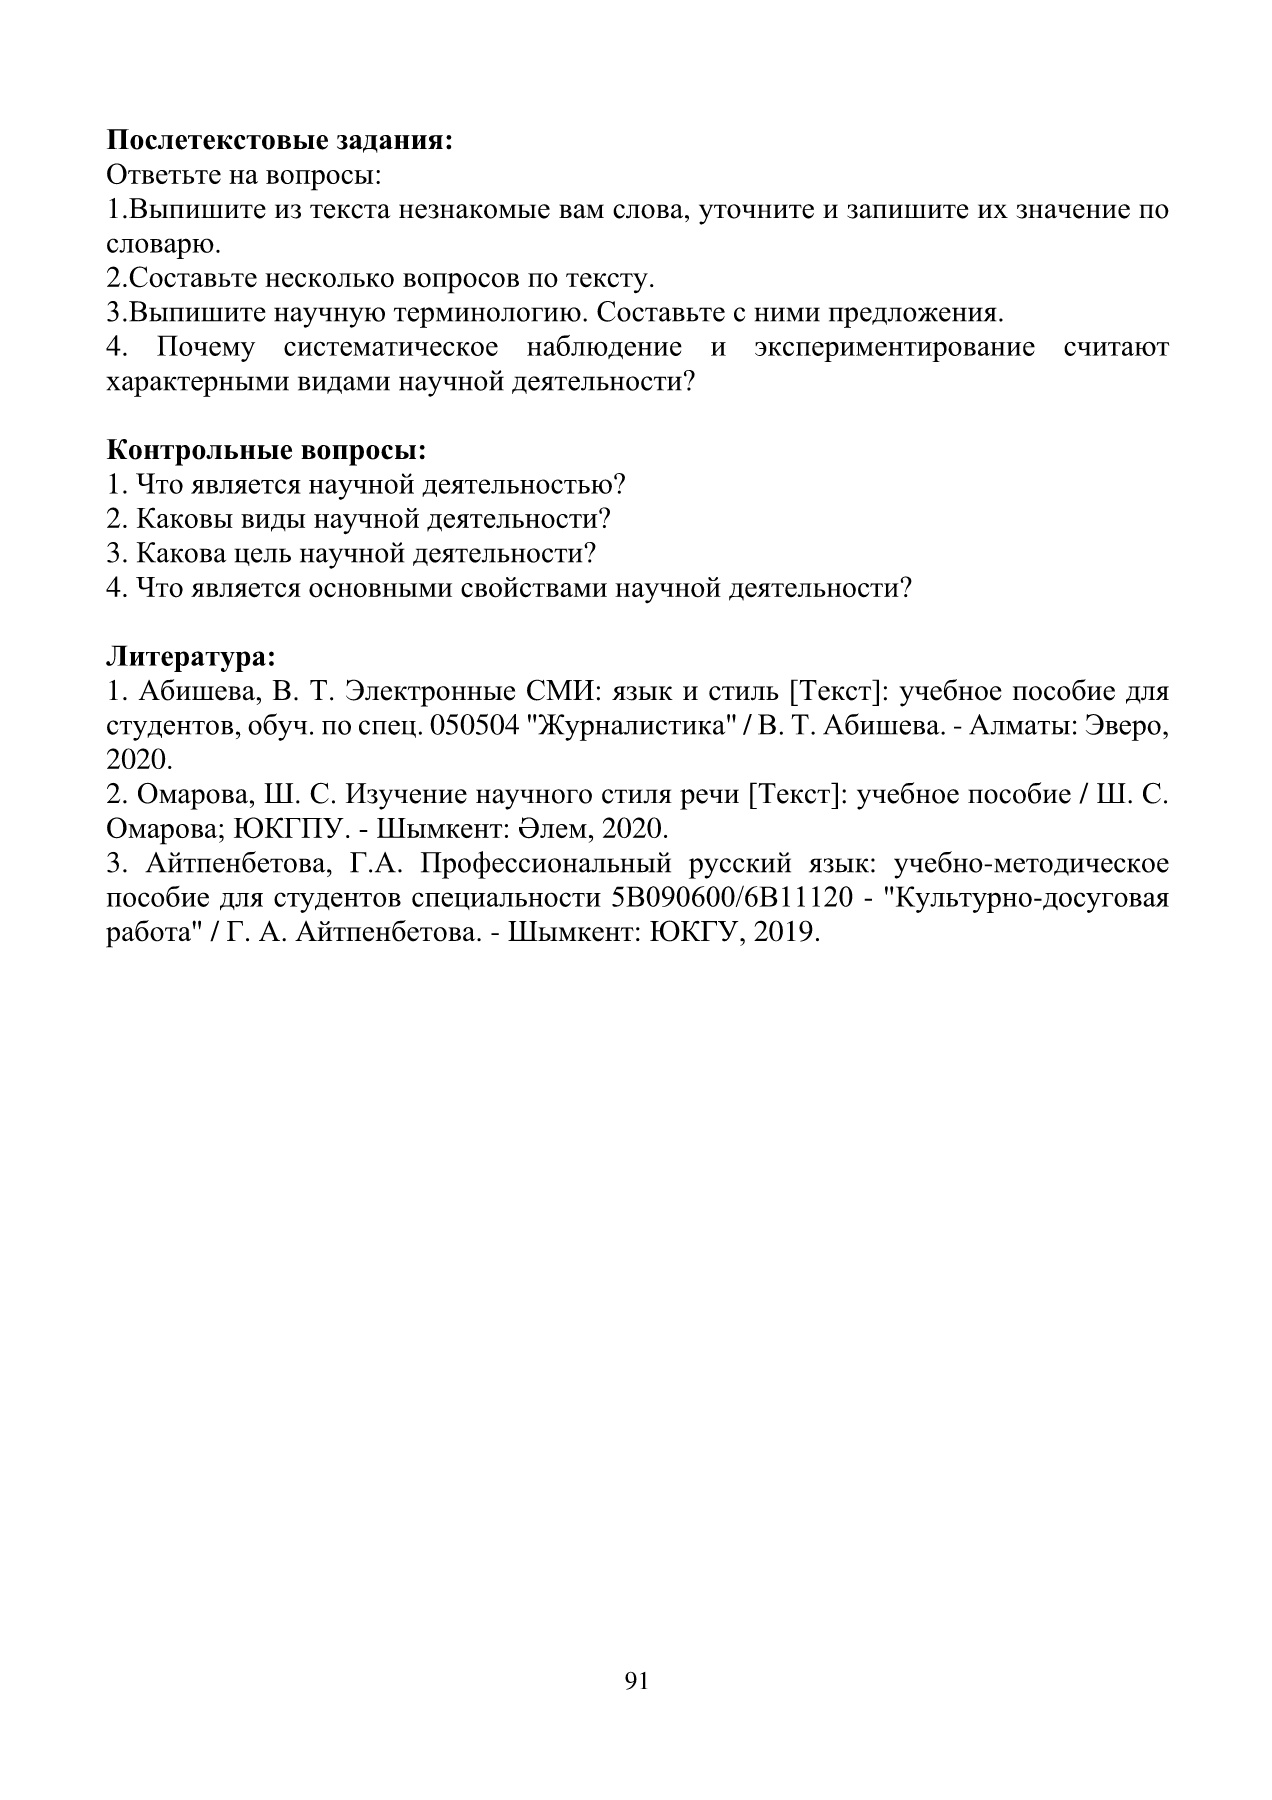 Послетекстовые задания:
Ответьте на вопросы:
1.Выпишите из текста незнакомые вам слова, уточните и запишите их значение по
словарю.
2.Составьте несколько вопросов по тексту.
3.Выпишите научную терминологию. Составьте с ними предложения.
4. Почему систематическое наблюдение и экспериментирование считают
характерными видами научной деятельности?
Контрольные вопросы:
1. Что является научной деятельностью?
2. Каковы виды научной деятельности?
3. Какова цель научной деятельности?
4. Что является основными свойствами научной деятельности?
Литература:
1. Абишева, В. Т. Электронные СМИ: язык и стиль [Текст]: учебное пособие для
студентов, обуч. по спец. 050504 "Журналистика" / В. Т. Абишева. - Алматы: Эверо,
2020.
2. Омарова, Ш. С. Изучение научного стиля речи [Текст]: учебное пособие / Ш. С.
Омарова; ЮКГПУ. - Шымкент: Әлем, 2020.
3. Айтпенбетова, Г.А. Профессиональный русский язык: учебно-методическое
пособие для студентов специальности 5В090600/6В11120 - "Культурно-досуговая
работа" / Г. А. Айтпенбетова. - Шымкент: ЮКГУ, 2019.
91